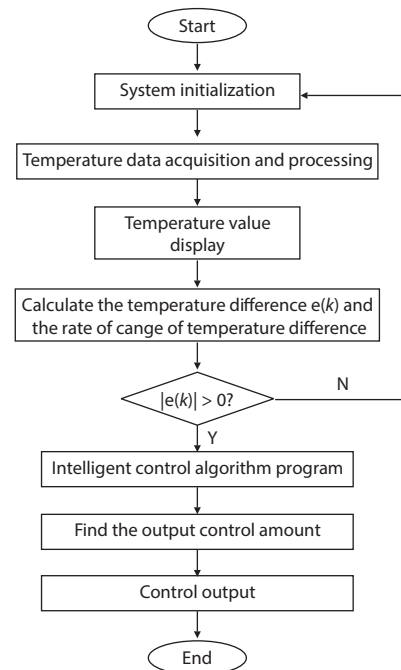 Start
System initialization
Temperature data acquisition and processing
Temperature value
display
Calculate the temperature difference e(k) and
the rate of cange of temperature difference
|e(k)| > 0?
N
Y
Intelligent control algorithm program
Find the output control amount
Control output
End